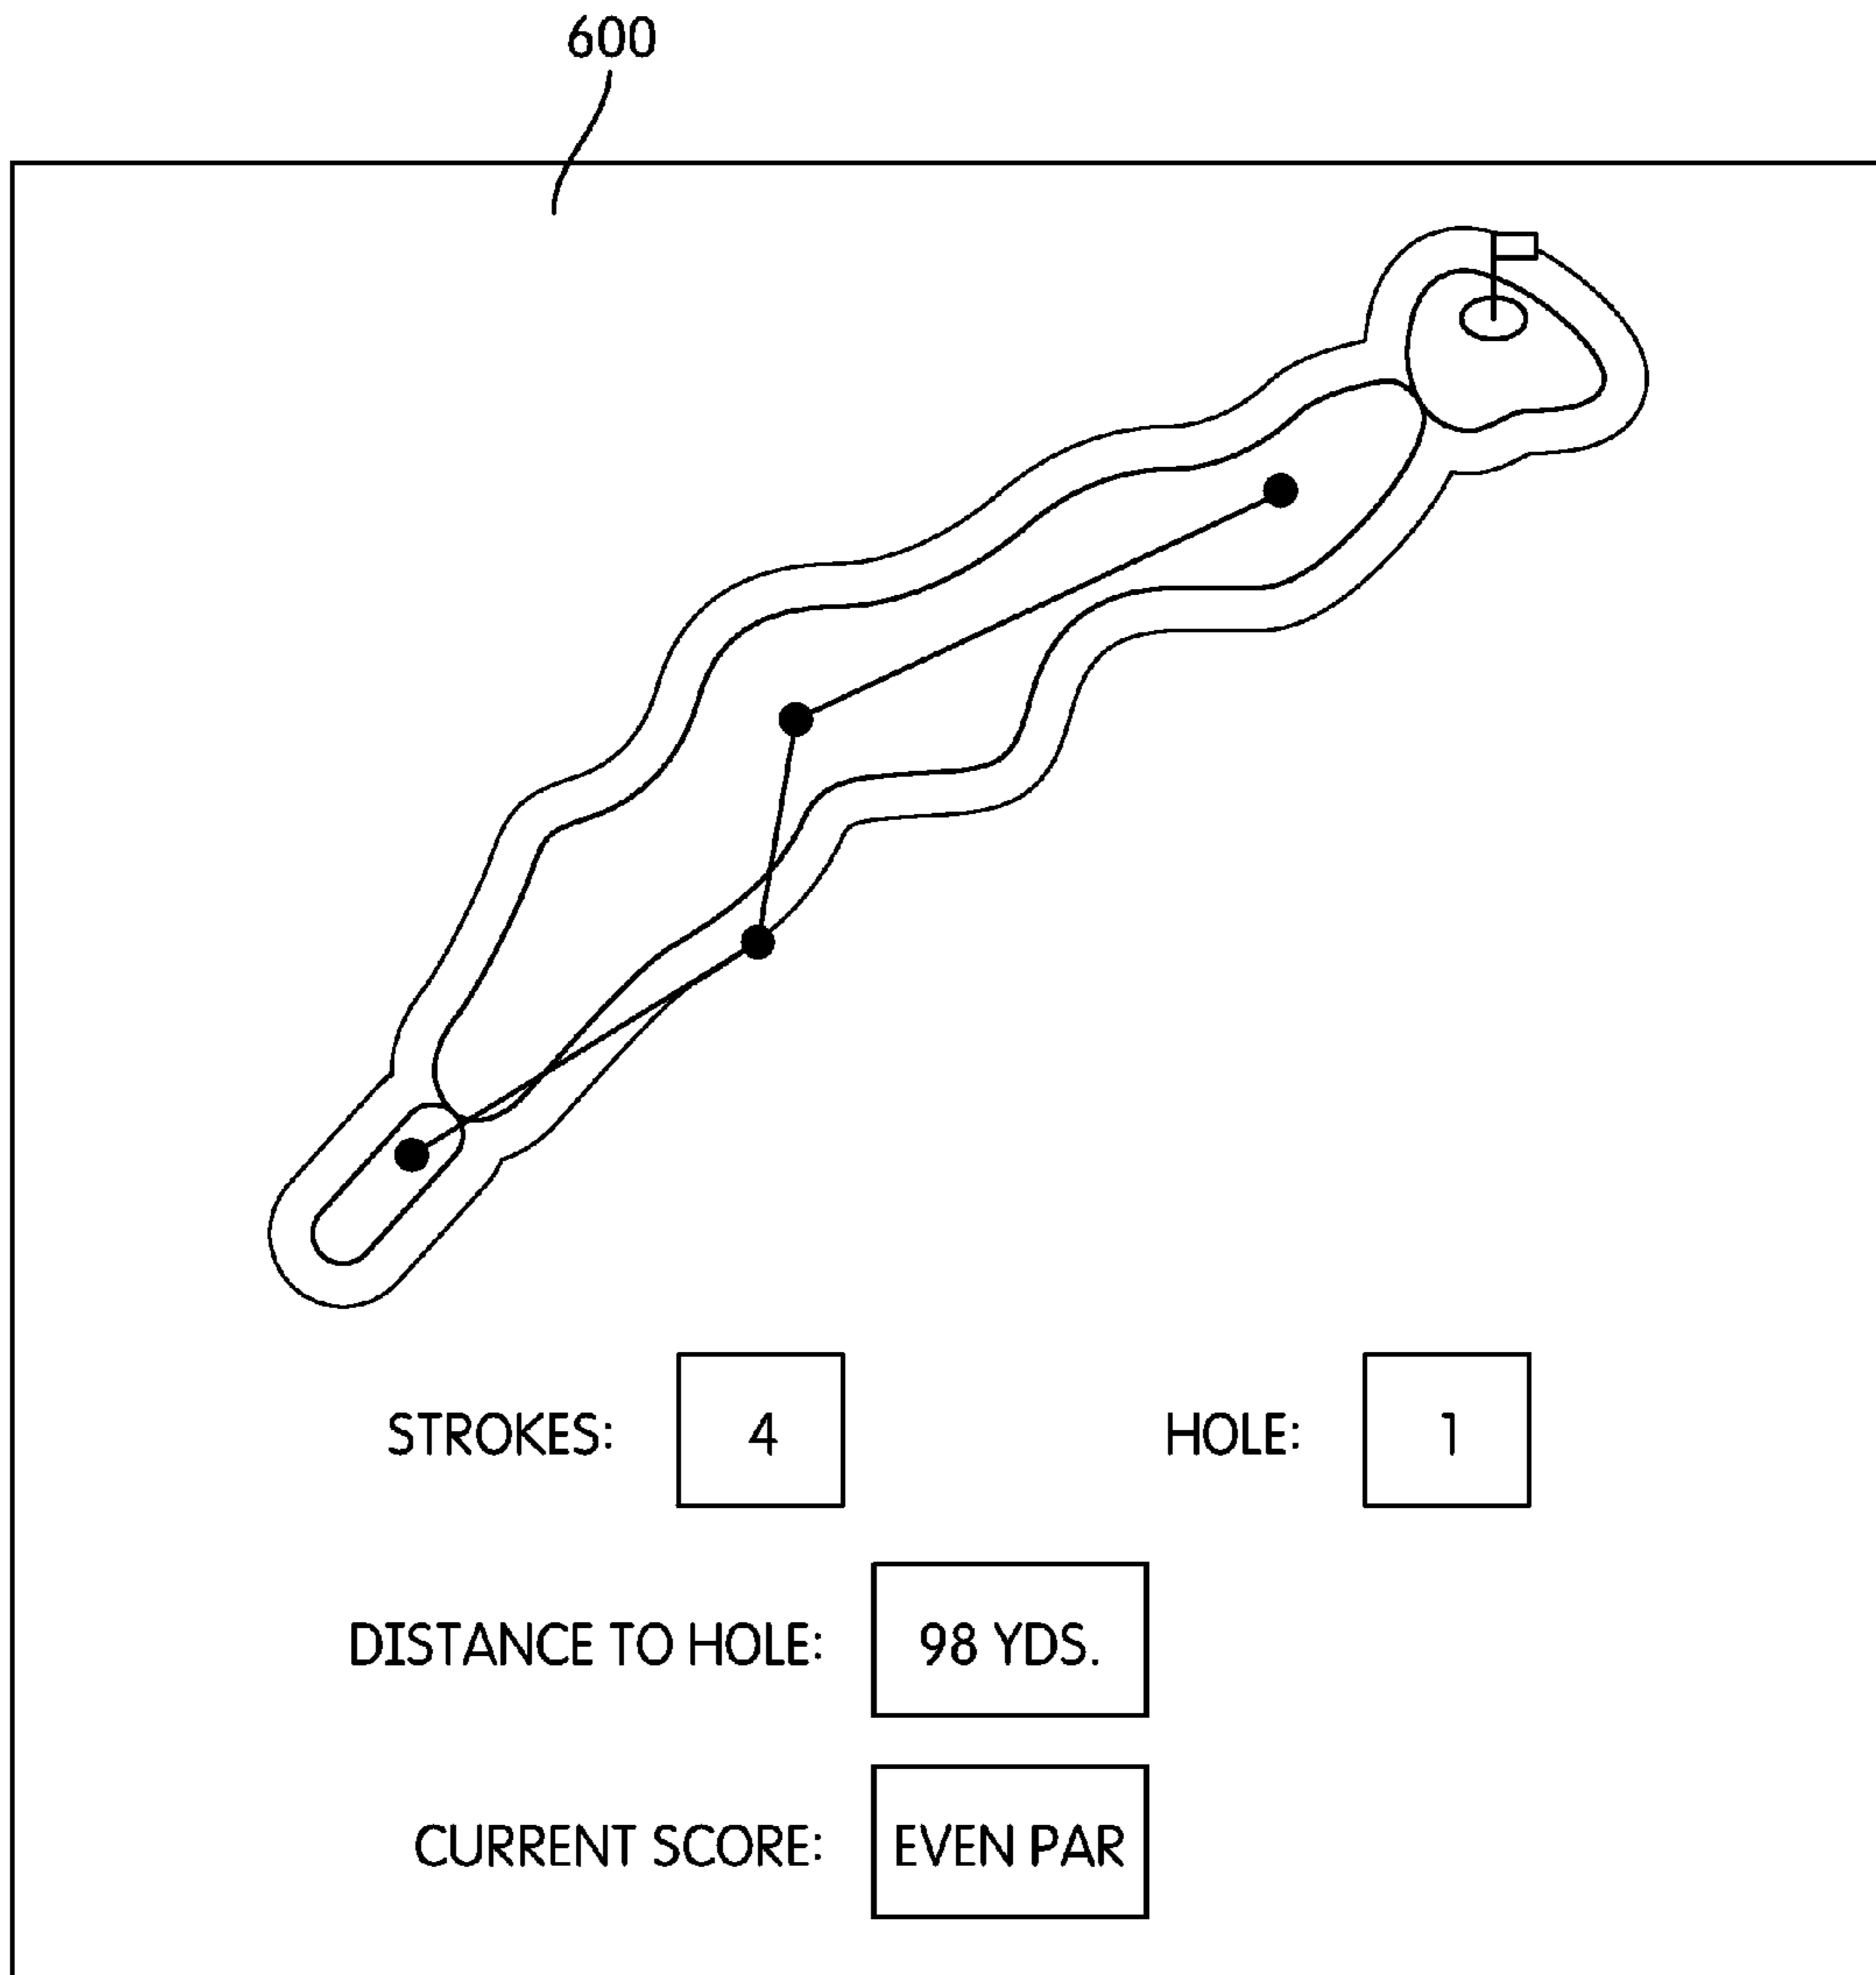 600
STROKES: 4 HOLE: 1
DISTANCE TO HOLE: 98 YDS.
CURRENT SCORE: EVEN PAR